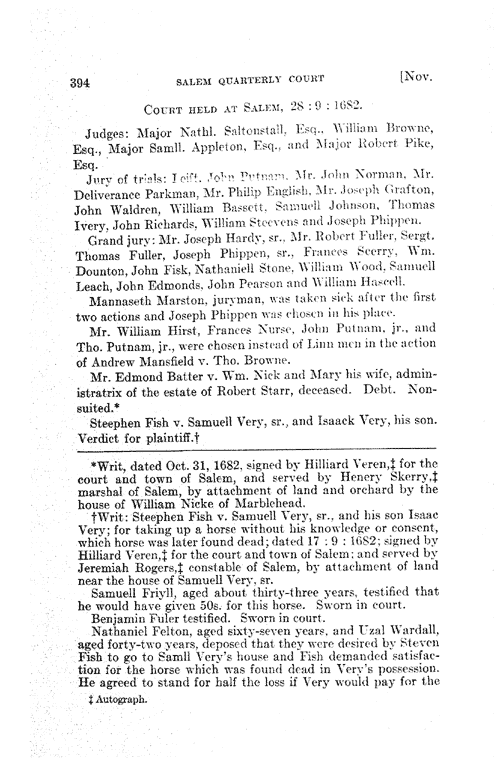 394 SALEM QUARTERLY COURT [Nov.
COURT HELD AT SALEM, 28 : 9 : 1682.
Judges: Major Nathl. Saltonstall, Esq., William Browne,
Esq., Major Samll. Appleton, Esq., and Major Robert Pike,
Esq.
Jury of trials: Leift. John Putnam, Mr. John Norman, Mr.
Deliverance Parkman, Mr. Philip English, Mr. Joseph Grafton,
John Waldren, William Bassett, Samuell Johnson, Thomas
Ivery, John Richards, William Steevens and Joseph Phippen.
Grand jury: Mr. Joseph Hardy, sr., Mr. Robert Fuller, Sergt.
Thomas Fuller, Joseph Phippen, sr., Frances Scerry, Wm.
Dounton, John Fisk, Nathaniell Stone, William Wood, Samuell
Leach, John Edmonds, John Pearson and William Hascell.
Mannaseth Marston, juryman, was taken sick after the first
two actions and Joseph Phippen was chosen in his place.
Mr. William Hirst, Frances Nurse, John Putnam, jr., and
Tho. Putnam, jr., were chosen instead of Linn men in the action
of Andrew Mansfield v. Tho. Browne.
Mr. Edmond Batter v. Wm. Nick and Mary his wife, admin-
istratrix of the estate of Robert Starr, deceased. Debt. Non-
suited.*
Steephen Fish v. Samuell Very, sr., and Isaack Very, his son.
Verdict for plaintiff.†
*Writ, dated Oct. 31, 1682, signed by Hilliard Veren,‡ for the
court and town of Salem, and served by Henery Skerry,‡
marshal of Salem, by attachment of land and orchard by the
house of William Nicke of Marblehead.
†Writ: Steephen Fish v. Samuell Very, sr., and his son Isaac
Very; for taking up a horse without his knowledge or consent,
which horse was later found dead; dated 17 : 9 : 1682; signed by
Hilliard Veren,‡ for the court and town of Salem; and served by
Jeremiah Rogers,‡ constable of Salem, by attachment of land
near the house of Samuell Very, sr.
Samuell Friyll, aged about thirty-three years, testified that
he would have given 50s. for this horse. Sworn in court.
Benjamin Fuler testified. Sworn in court.
Nathaniel Felton, aged sixty-seven years, and Uzal Wardall,
aged forty-two years, deposed that they were desired by Steven
Fish to go to Samll Very's house and Fish demanded satisfac-
tion for the horse which was found dead in Very's possession.
He agreed to stand for half the loss if Very would pay for the
‡ Autograph.